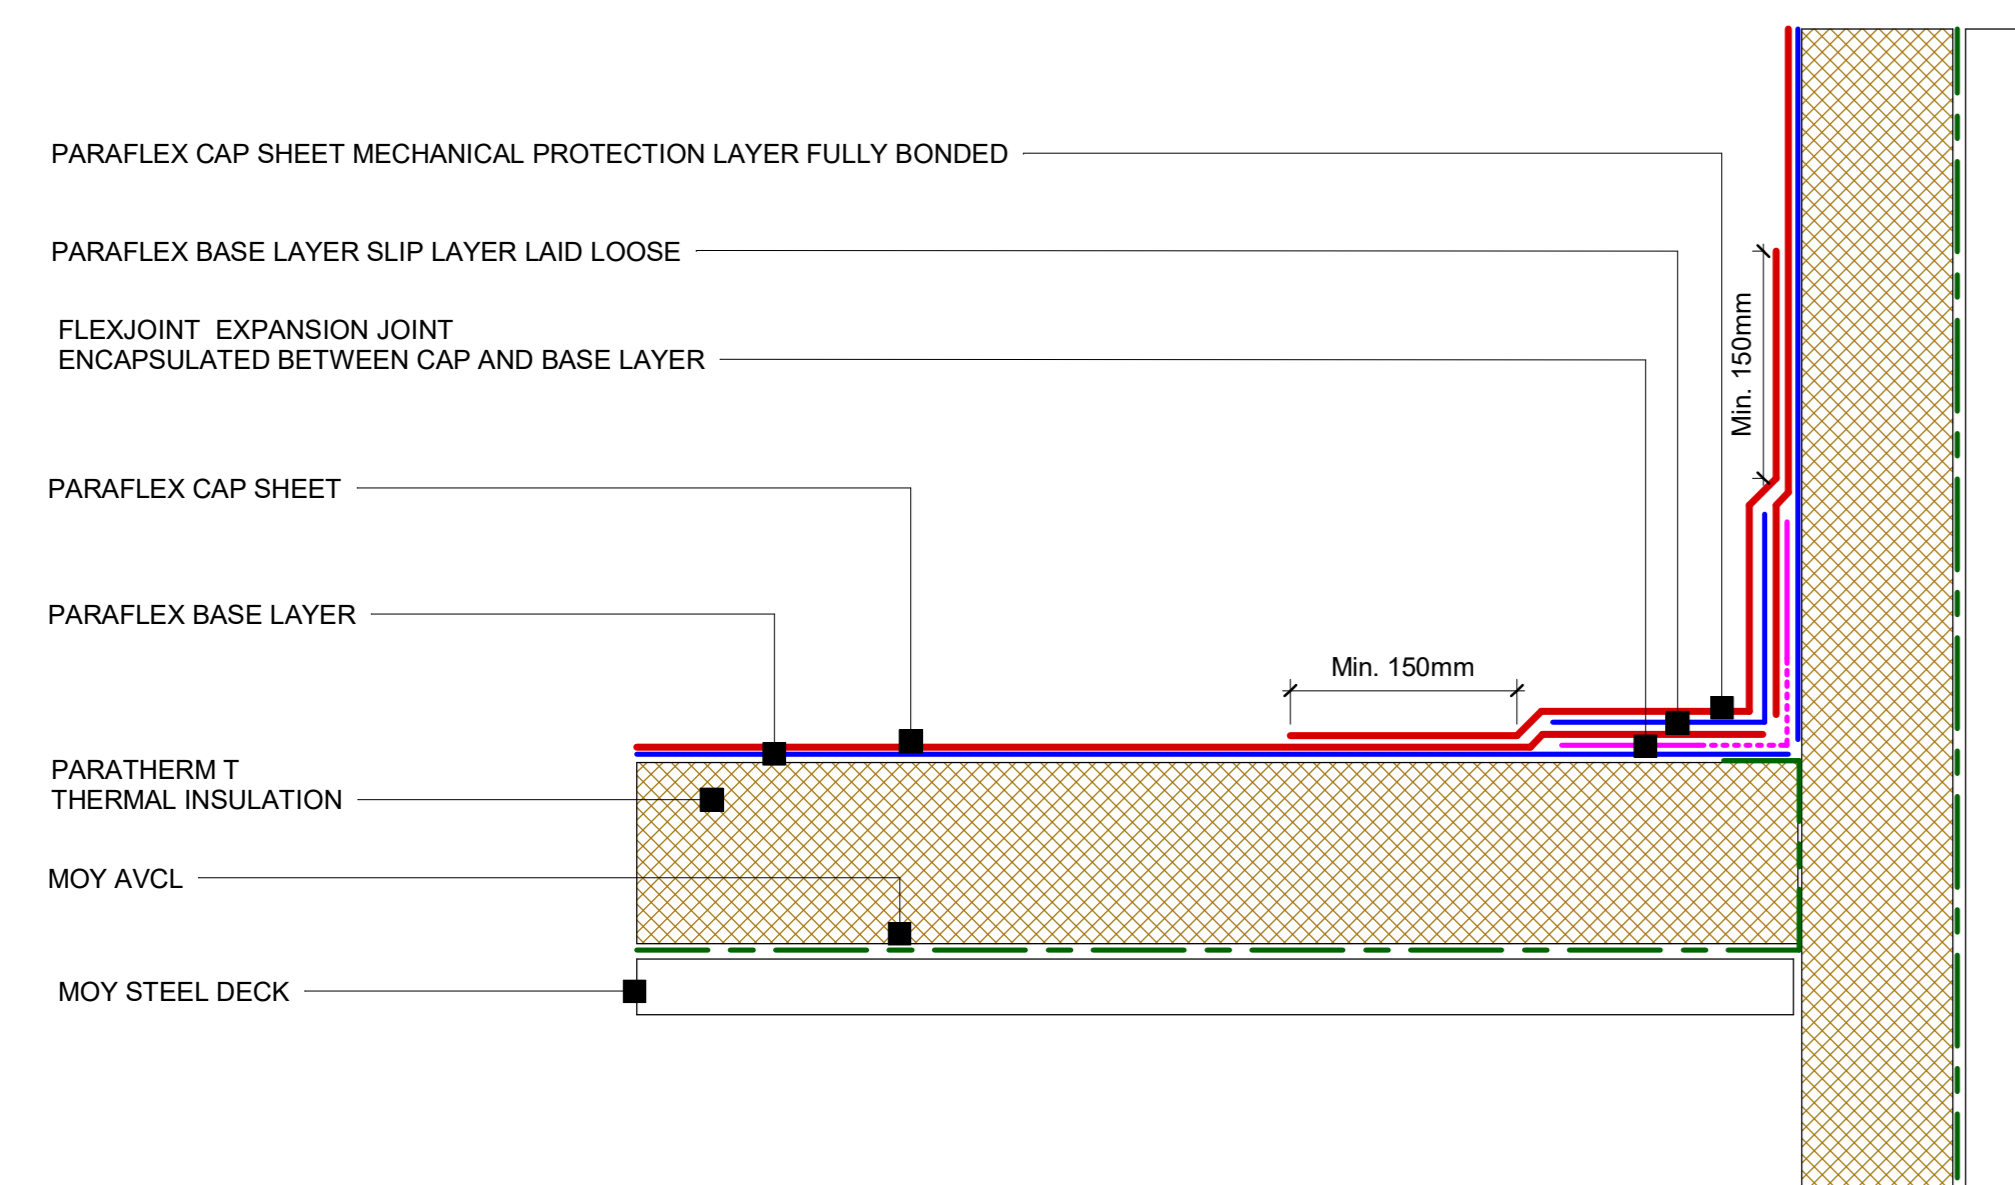 PARAFLEX CAP SHEET MECHANICAL PROTECTION LAYER FULLY BONDED
PARAFLEX BASE LAYER SLIP LAYER LAID LOOSE
FLEXJOINT EXPANSION JOINT
ENCAPSULATED BETWEEN CAP AND BASE LAYER
Min. 150mm
PARAFLEX CAP SHEET
PARAFLEX BASE LAYER
Min. 150mm
PARATHERM T
THERMAL INSULATION
MOY AVCL
MOY STEEL DECK